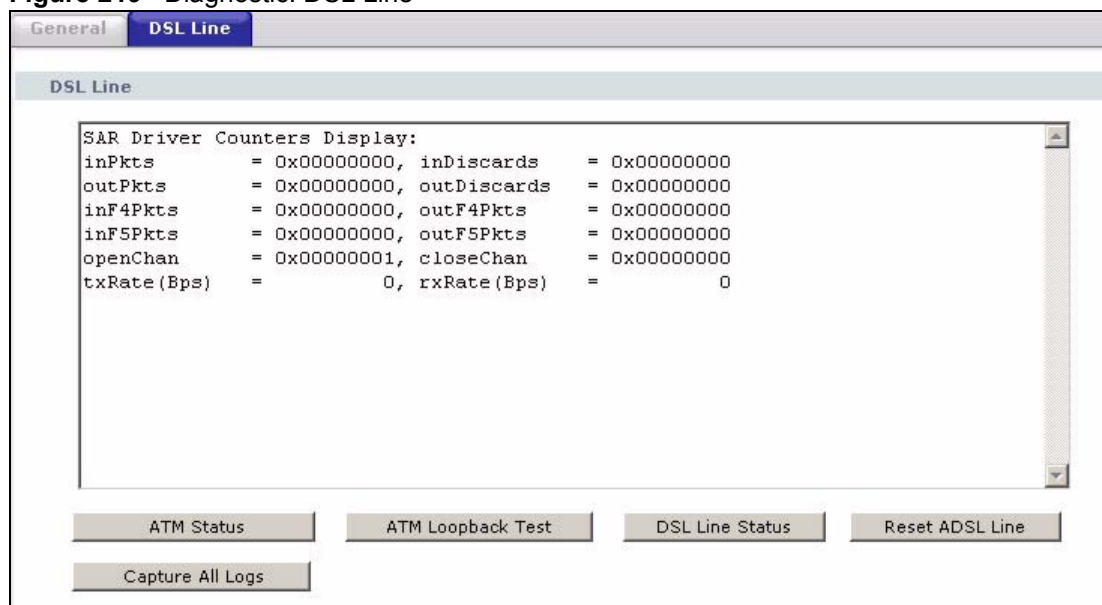 General DSL Line
DSL Line
SAR Driver Counters Display:
inPkts = 0x00000000, inDiscards = 0x00000000
outPkts = 0x00000000, outDiscards = 0x00000000
inF4Pkts = 0x00000000, outF4Pkts = 0x00000000
inF5Pkts = 0x00000000, outF5Pkts = 0x00000000
openChan = 0x00000001, closeChan = 0x00000000
txRate(Bps) = 0, rxRate(Bps) = 0
ATM Status ATM Loopback Test DSL Line Status Reset ADSL Line
Capture All Logs